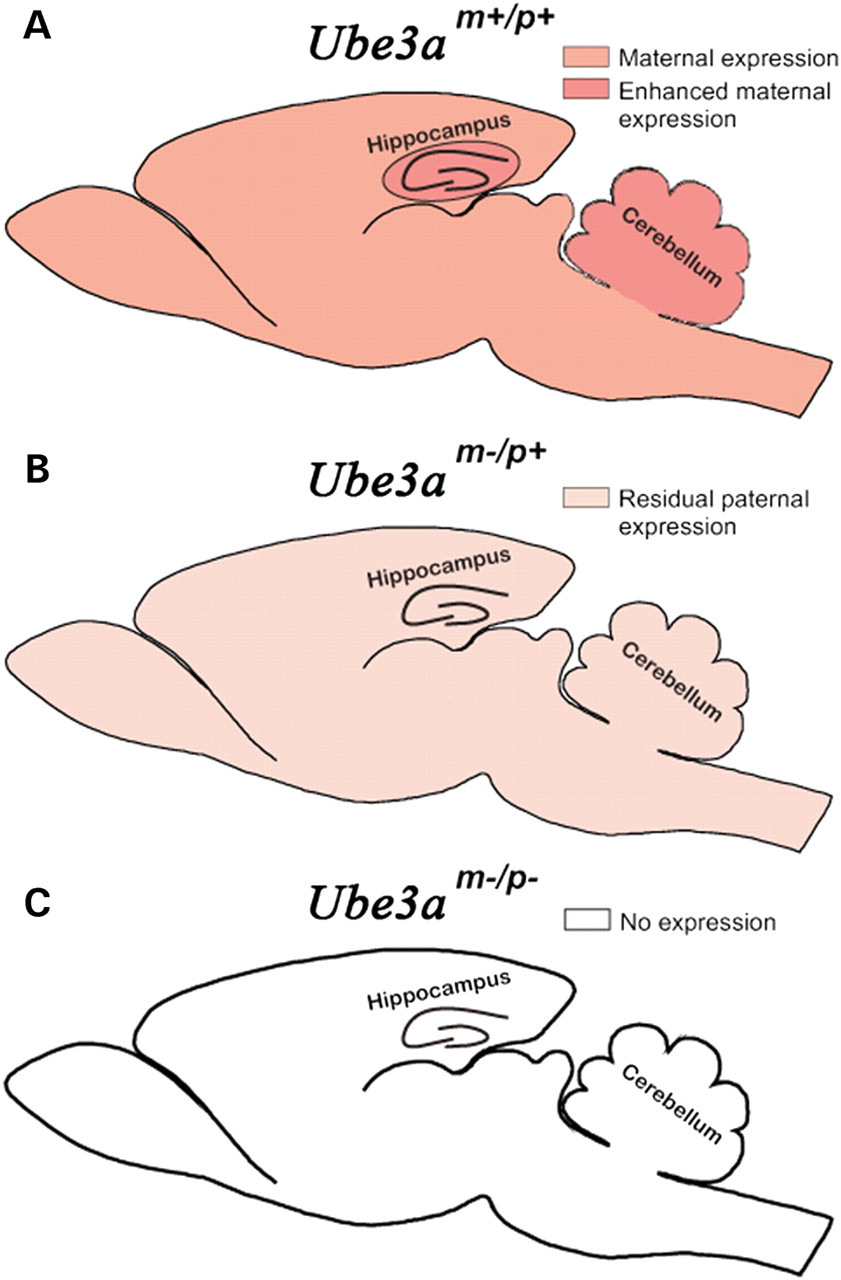 A
Ube3a m+/p+
Maternal expression
Enhanced maternal
expression
Hippocampus
Cerebellum
B
Ube3a m-/p+
Residual paternal
expression
Hippocampus
Cerebellum
C
Ube3a m-/p-
No expression
Hippocampus
Cerebellum